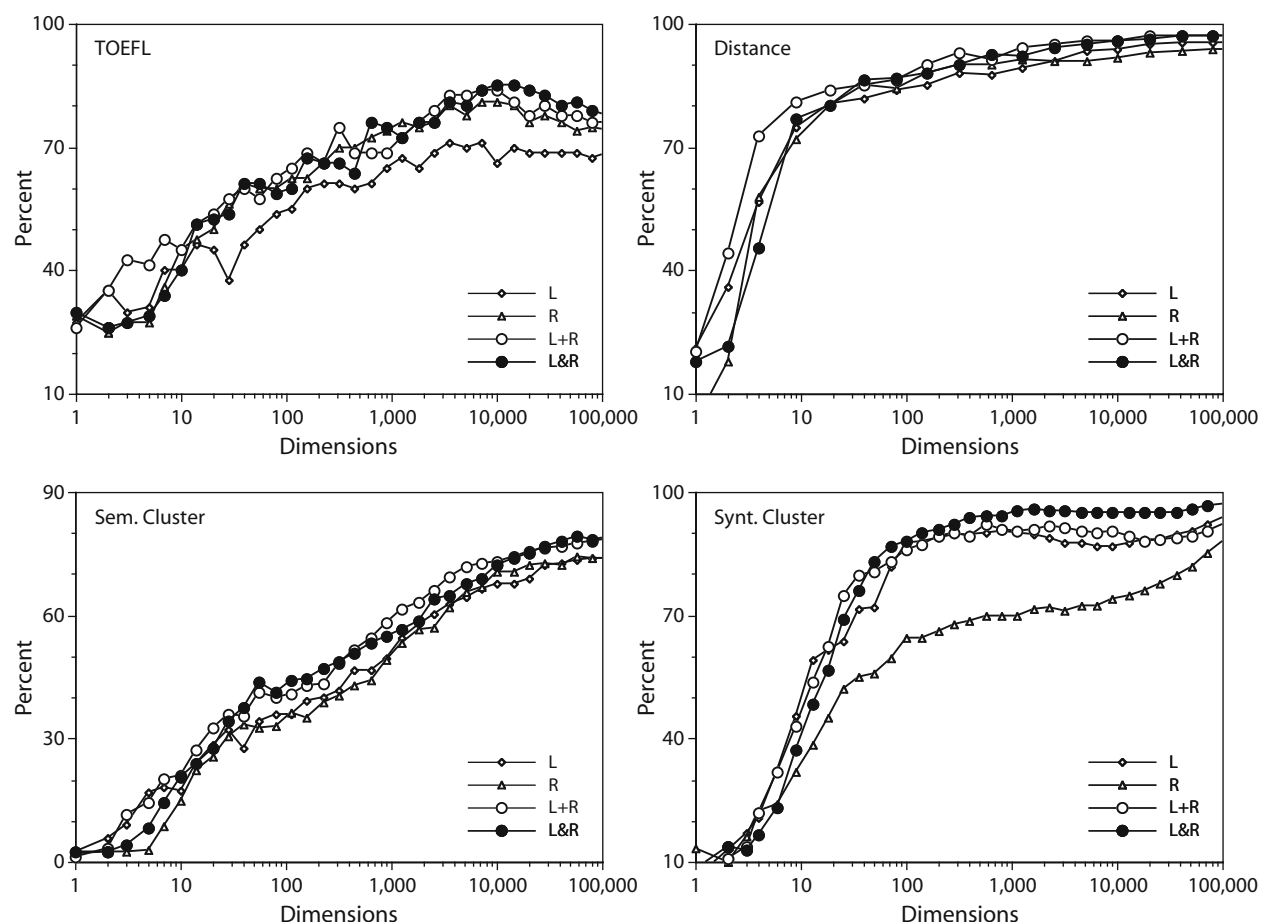 TOEFL
100
70
40
10
Percent
1 10 100 1,000 10,000 100,000
Dimensions
L
R
L+R
L&R
Distance
100
70
40
10
Percent
1 10 100 1,000 10,000 100,000
Dimensions
L
R
L+R
L&R
Sem. Cluster
90
60
30
0
Percent
1 10 100 1,000 10,000 100,000
Dimensions
L
R
L+R
L&R
Synt. Cluster
100
70
40
10
Percent
1 10 100 1,000 10,000 100,000
Dimensions
L
R
L+R
L&R